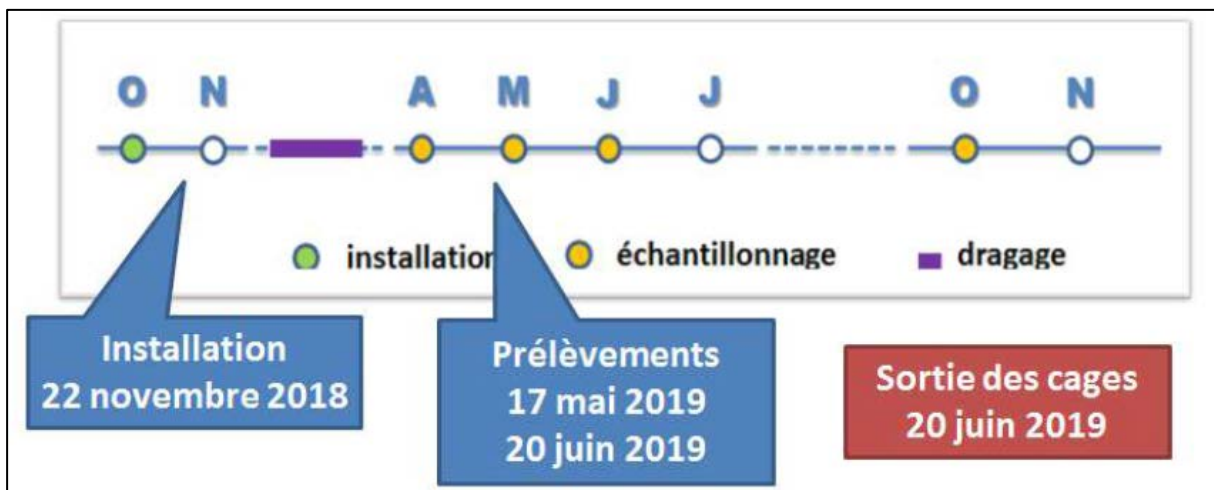 O N A M J J O N
installation échantillonnage dragage
Installation
22 novembre 2018
Prélèvements
17 mai 2019
20 juin 2019
Sortie des cages
20 juin 2019